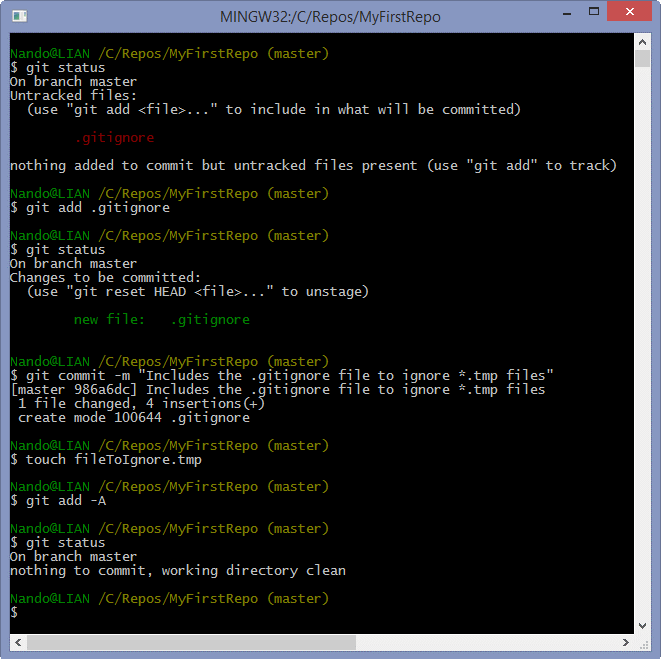 MINGW32:/C/Repos/MyFirstRepo
Nando@LIAN /C/Repos/MyFirstRepo (master)
$ git status
On branch master
Untracked files:
  (use "git add <file>..." to include in what will be committed)
        .gitignore
nothing added to commit but untracked files present (use "git add" to track)
Nando@LIAN /C/Repos/MyFirstRepo (master)
$ git add .gitignore
Nando@LIAN /C/Repos/MyFirstRepo (master)
$ git status
On branch master
Changes to be committed:
  (use "git reset HEAD <file>..." to unstage)
        new file:   .gitignore
Nando@LIAN /C/Repos/MyFirstRepo (master)
$ git commit -m "Includes the .gitignore file to ignore *.tmp files"
[master 986a6dc] Includes the .gitignore file to ignore *.tmp files
 1 file changed, 4 insertions(+)
 create mode 100644 .gitignore
Nando@LIAN /C/Repos/MyFirstRepo (master)
$ touch fileToIgnore.tmp
Nando@LIAN /C/Repos/MyFirstRepo (master)
$ git add -A
Nando@LIAN /C/Repos/MyFirstRepo (master)
$ git status
On branch master
nothing to commit, working directory clean
Nando@LIAN /C/Repos/MyFirstRepo (master)
$